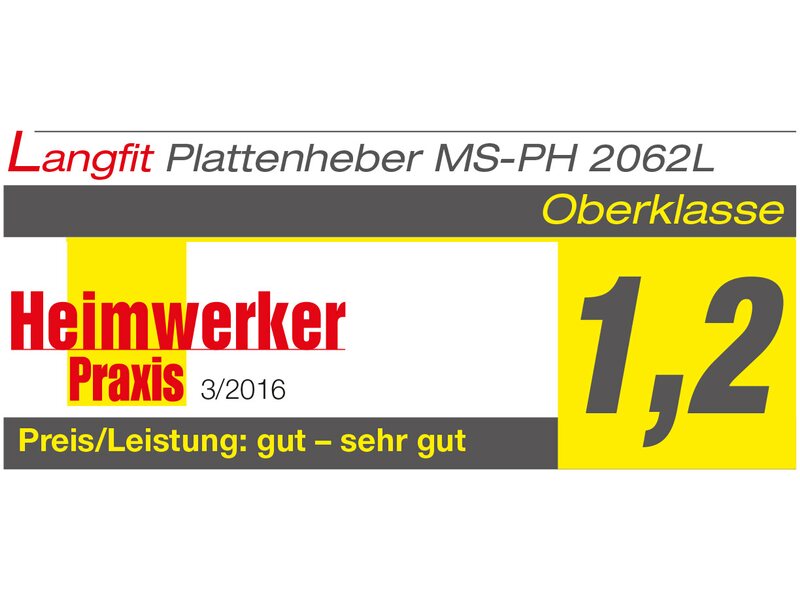 Langfit Plattenheber MS-PH 2062L
Oberklasse
Heimwerker
Praxis 3/2016
1,2
Preis/Leistung: gut – sehr gut